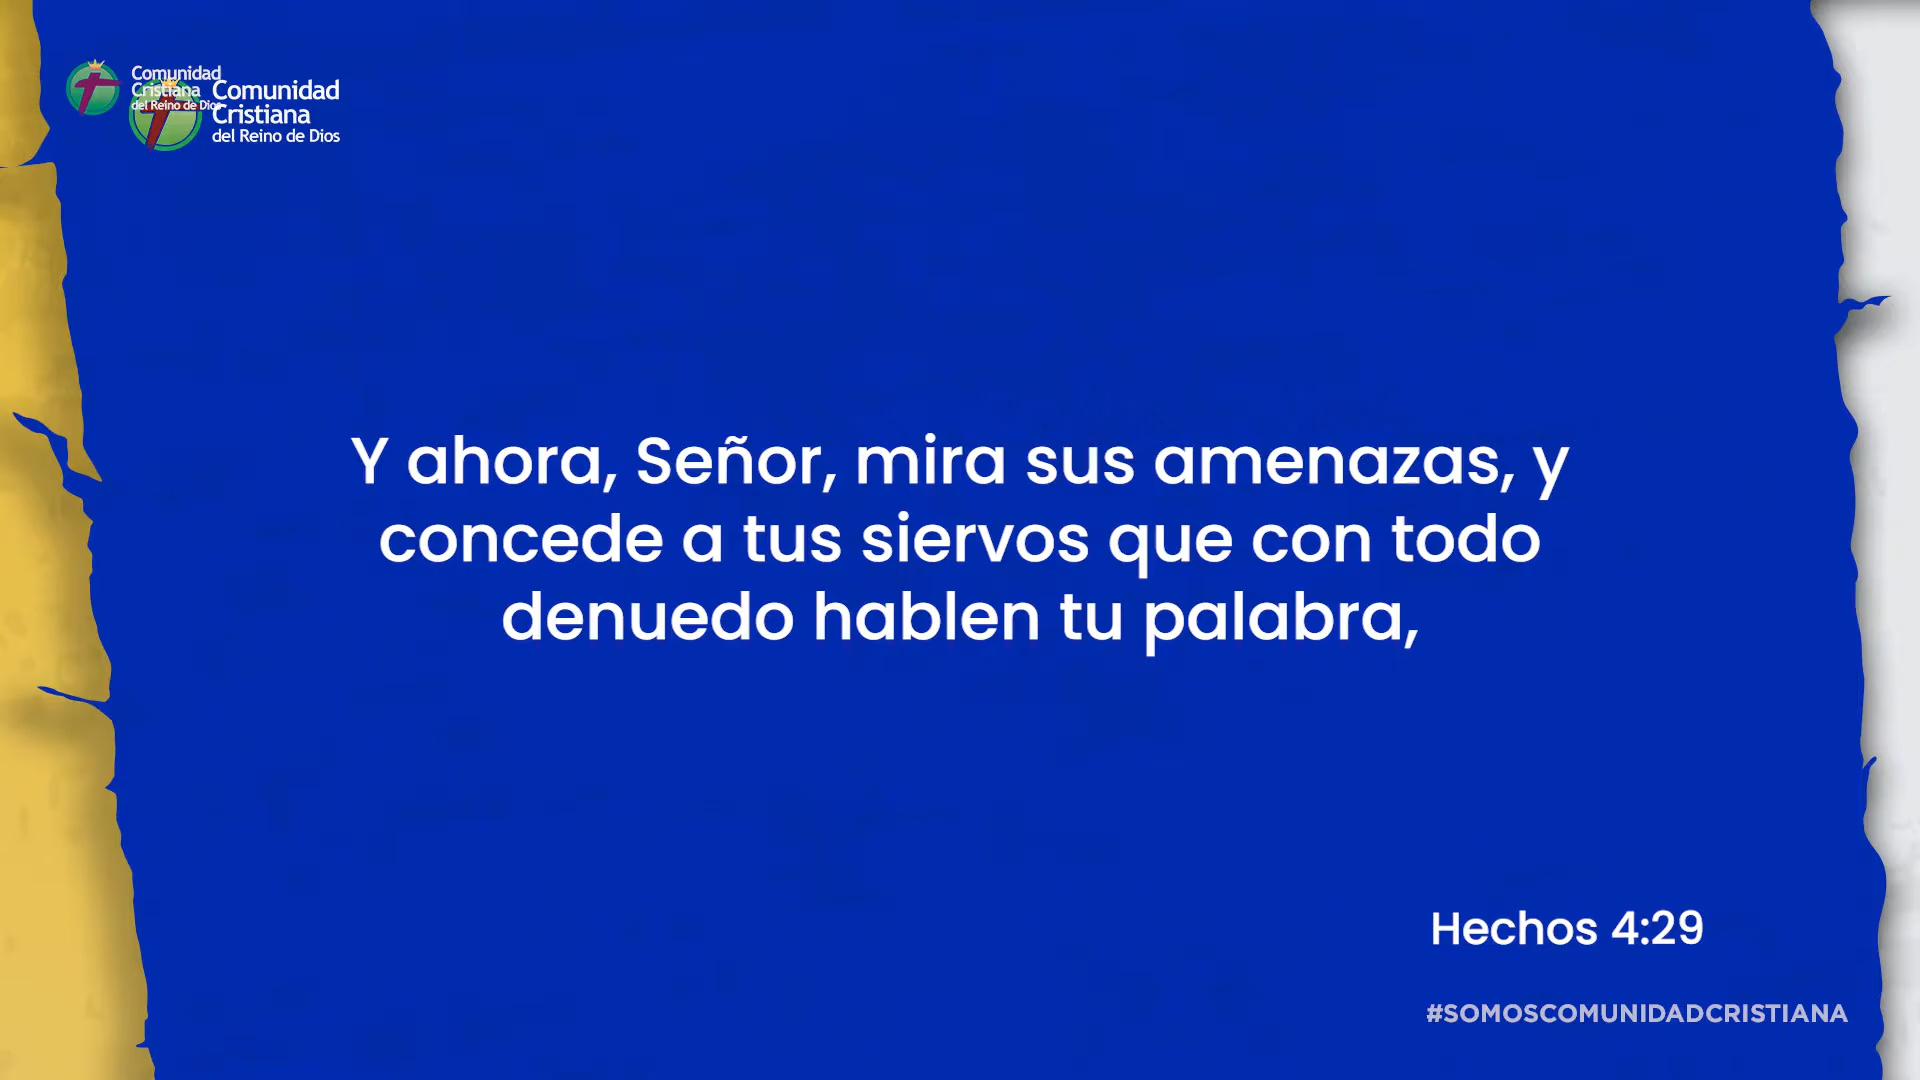 Comunidad
Cristiana
del Reino de Dios
Comunidad
Cristiana
del Reino de Dios
Y ahora, Señor, mira sus amenazas, y
concede a tus siervos que con todo
denuedo hablen tu palabra,
Hechos 4:29
#SOMOSCOMUNIDADCRISTIANA